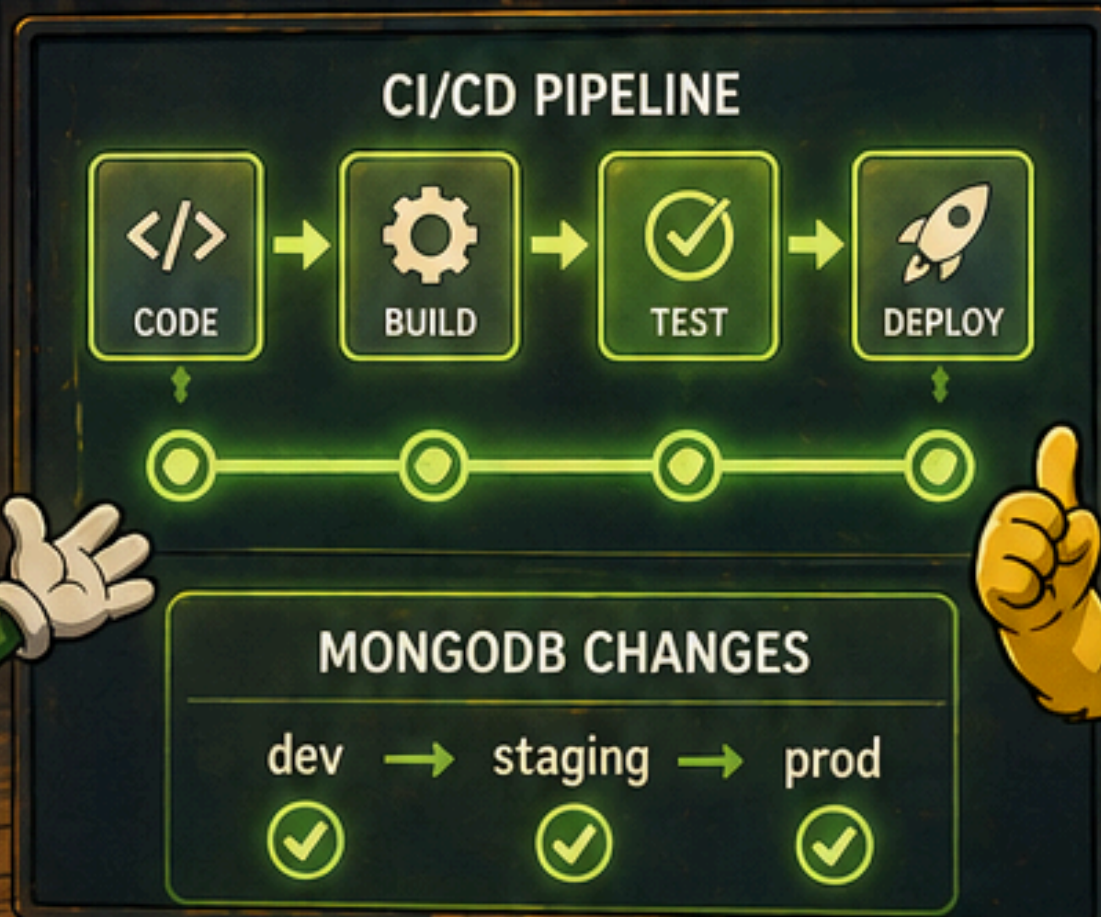 CI/CD PIPELINE
</> 
CODE
BUILD
TEST
DEPLOY
MONGODB CHANGES
dev → staging → prod